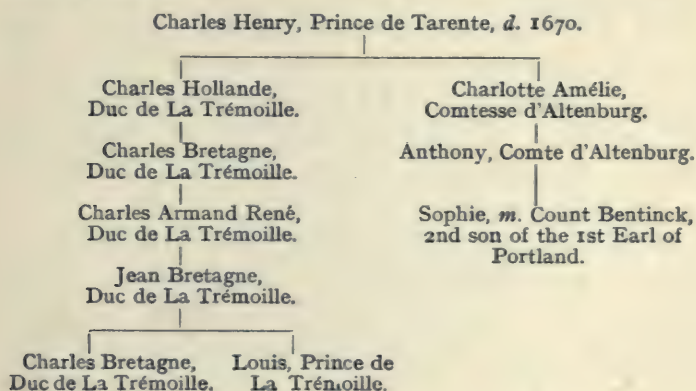 Charles Henry, Prince de Tarente, d. 1670.
Charles Hollande,
Duc de La Trémoille.
Charlotte Amélie,
Comtesse d'Altenburg.
Charles Bretagne,
Duc de La Trémoille.
Anthony, Comte d'Altenburg.
Charles Armand René,
Duc de La Trémoille.
Sophie, m. Count Bentinck,
2nd son of the 1st Earl of
Portland.
Jean Bretagne,
Duc de La Trémoille.
Charles Bretagne,
Duc de La Trémoille.
Louis, Prince de
La Trémoille.